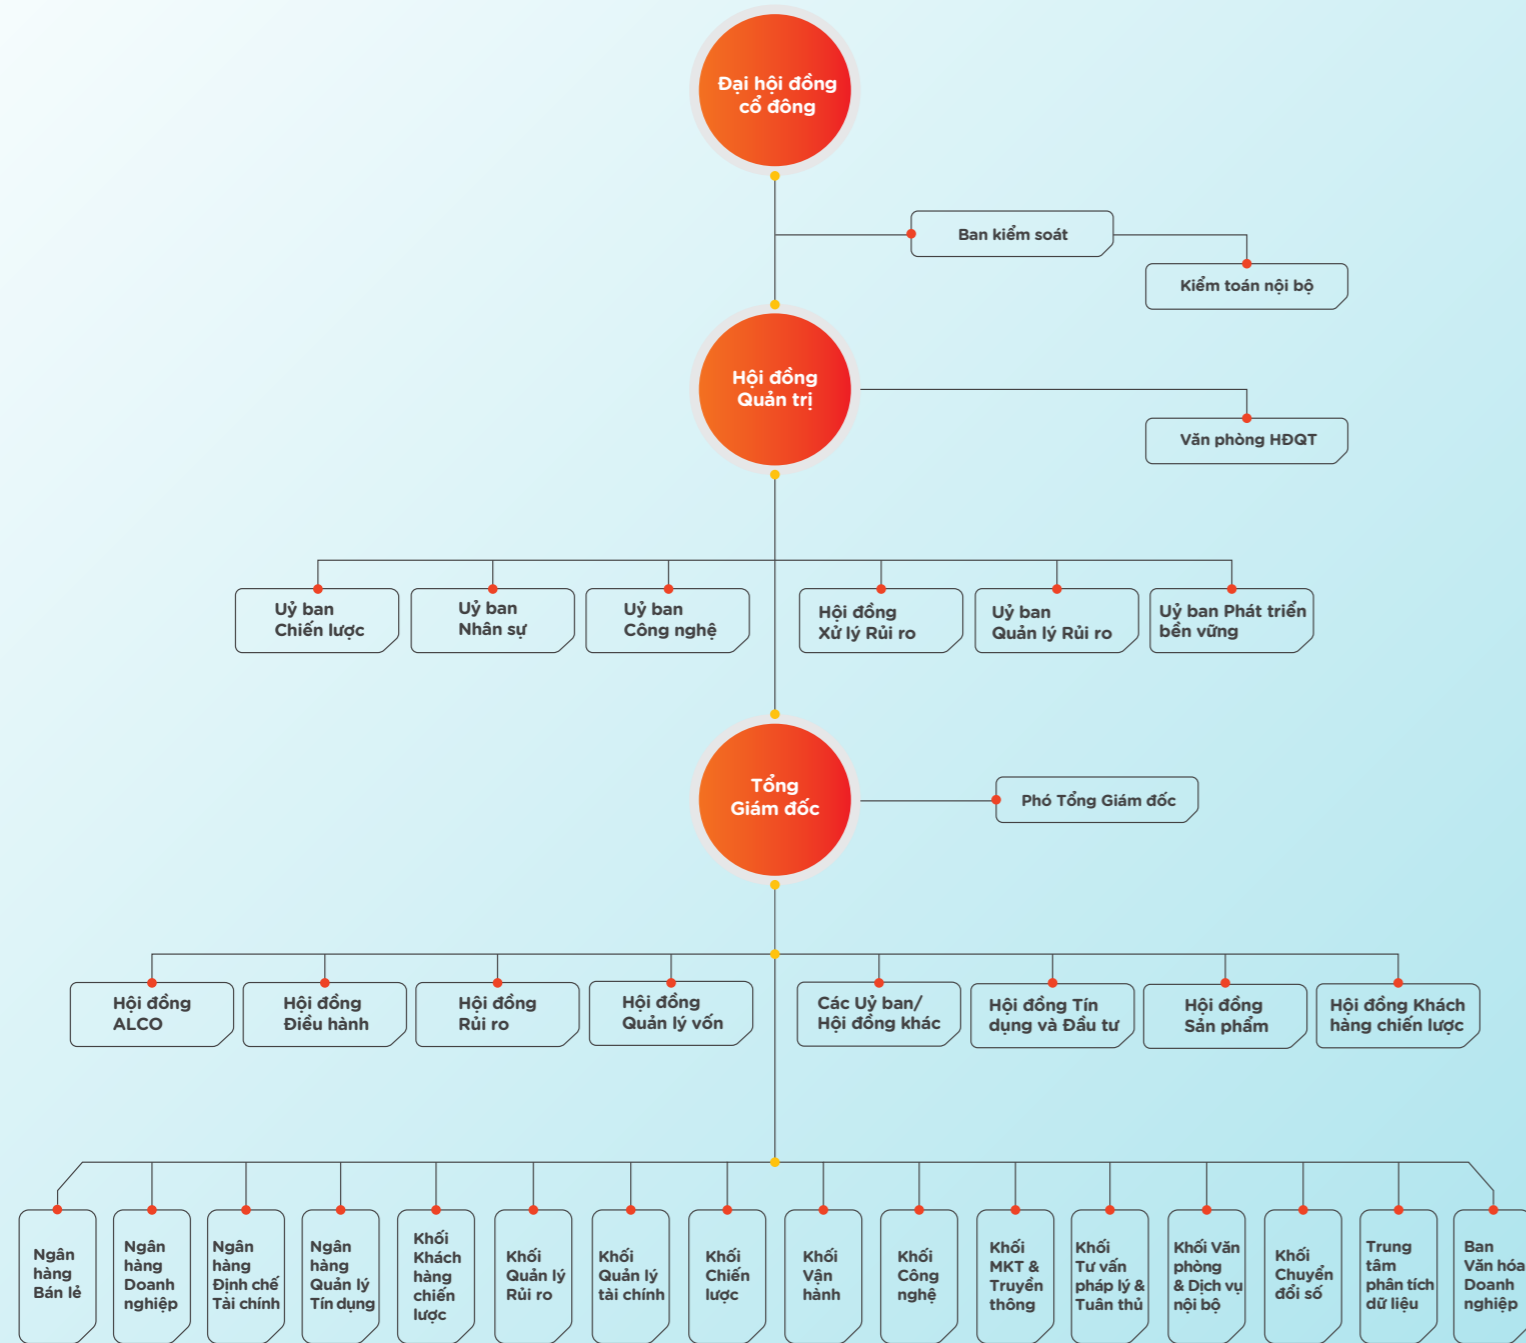 Đại hội đồng
cổ đông
Ban kiểm soát
Kiểm toán nội bộ
Hội đồng
Quản trị
Văn phòng HĐQT
Uỷ ban
Chiến lược
Uỷ ban
Nhân sự
Uỷ ban
Công nghệ
Hội đồng
Xử lý Rủi ro
Uỷ ban
Quản lý Rủi ro
Uỷ ban Phát triển
bền vững
Tổng
Giám đốc
Phó Tổng Giám đốc
Hội đồng
ALCO
Hội đồng
Điều hành
Hội đồng
Rủi ro
Hội đồng
Quản lý vốn
Các Uỷ ban/
Hội đồng khác
Hội đồng Tín
dụng và Đầu tư
Hội đồng
Sản phẩm
Hội đồng Khách
hàng chiến lược
Ngân
hàng
Bán lẻ
Ngân
hàng
Doanh
nghiệp
Ngân
hàng
Định chế
Tài chính
Ngân
hàng
Quản lý
Tín dụng
Khối
Khách
hàng
chiến
lược
Khối
Quản lý
Rủi ro
Khối
Quản lý
tài chính
Khối
Chiến
lược
Khối
Vận
hành
Khối
Công
nghệ
Khối
MKT &
Truyền
thông
Khối
Tư vấn
pháp lý &
Tuân thủ
Khối Văn
phòng
& Dịch vụ
nội bộ
Khối
Chuyển
đổi số
Trung
tâm
phân tích
dữ liệu
Ban
Văn hóa
Doanh
nghiệp